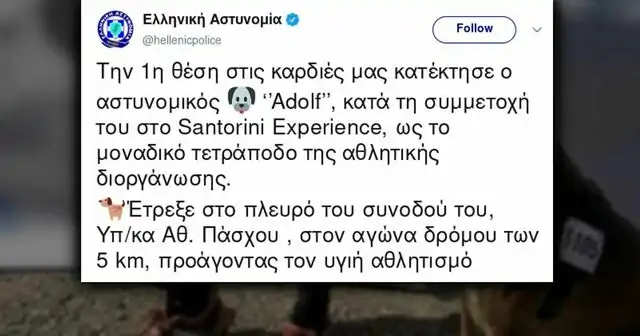 Ελληνική Αστυνομία
@hellenicpolice
Follow
Την 1η θέση στις καρδιές μας κατέκτησε ο
αστυνομικός 🐶 ‘’Adolf’’, κατά τη συμμετοχή
του στο Santorini Experience, ως το
μοναδικό τετράποδο της αθλητικής
διοργάνωσης.
🐕Έτρεξε στο πλευρό του συνοδού του,
Υπ/κα Αθ. Πάσχου , στον αγώνα δρόμου των
5 km, προάγοντας τον υγιή αθλητισμό